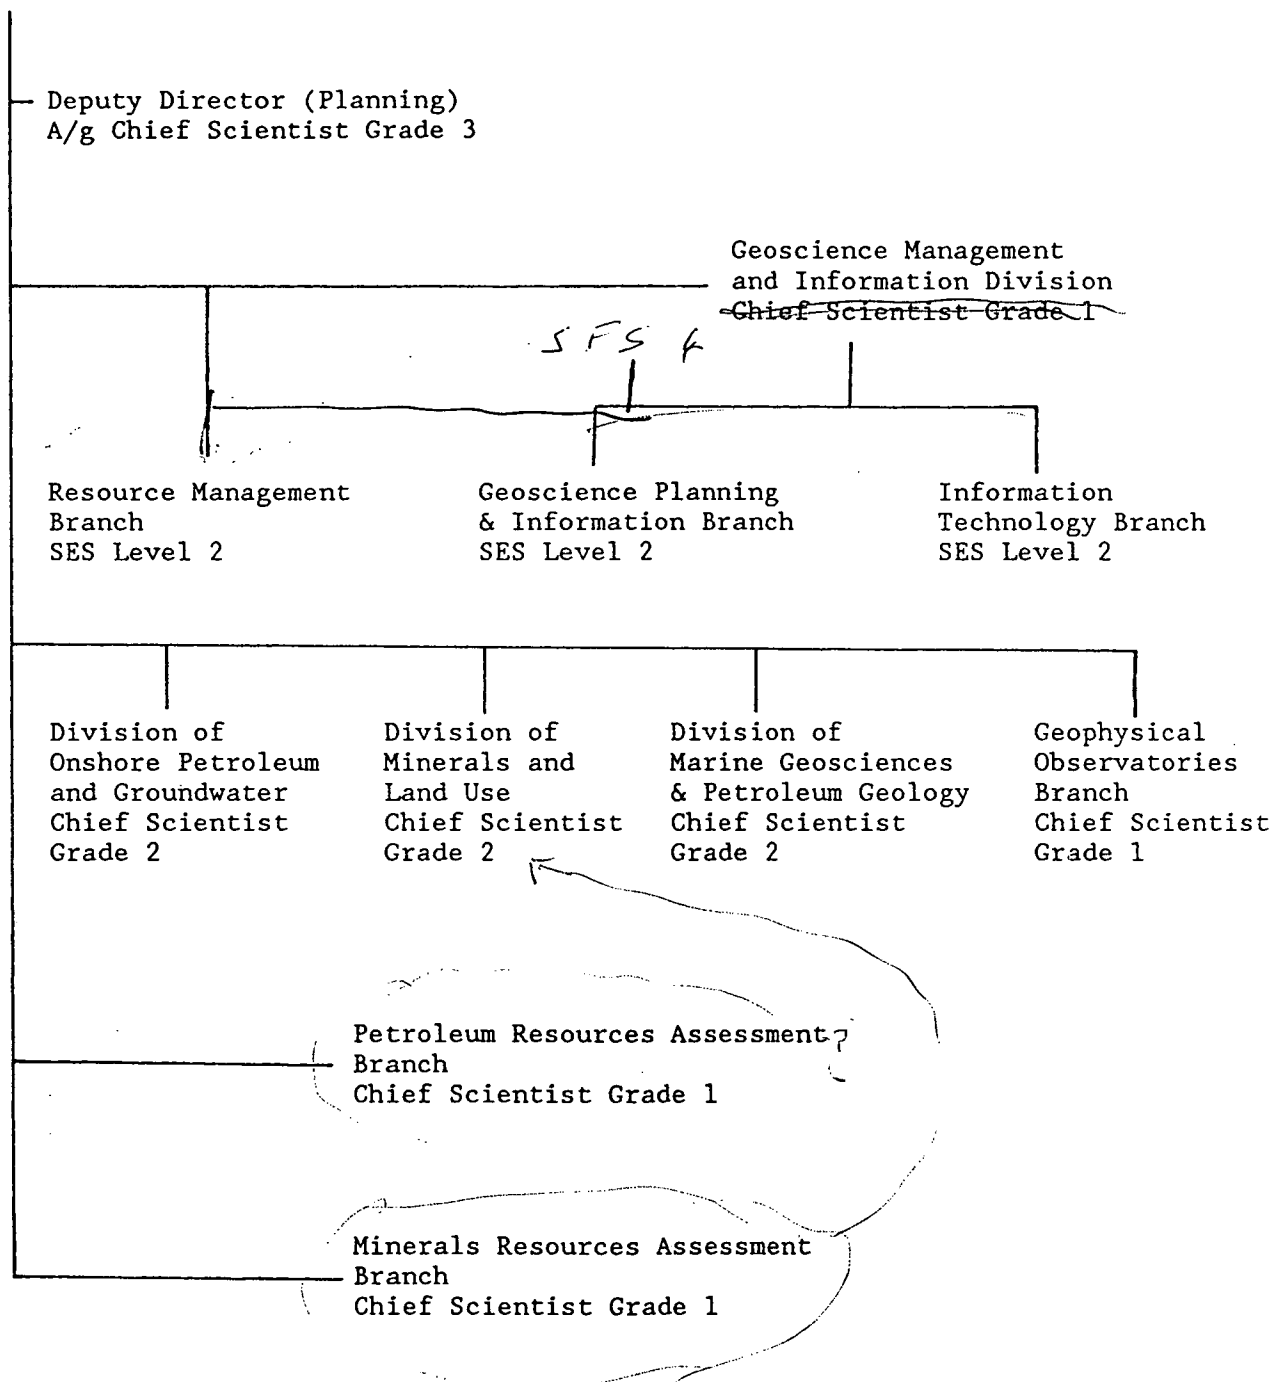 Deputy Director (Planning)
A/g Chief Scientist Grade 3
Geoscience Management
and Information Division
Chief Scientist Grade 1
Resource Management
Branch
SES Level 2
Geoscience Planning
& Information Branch
SES Level 2
Information
Technology Branch
SES Level 2
Division of
Onshore Petroleum
and Groundwater
Chief Scientist
Grade 2
Division of
Minerals and
Land Use
Chief Scientist
Grade 2
Division of
Marine Geosciences
& Petroleum Geology
Chief Scientist
Grade 2
Geophysical
Observatories
Branch
Chief Scientist
Grade 1
Petroleum Resources Assessment ?
Branch
Chief Scientist Grade 1
Minerals Resources Assessment
Branch
Chief Scientist Grade 1